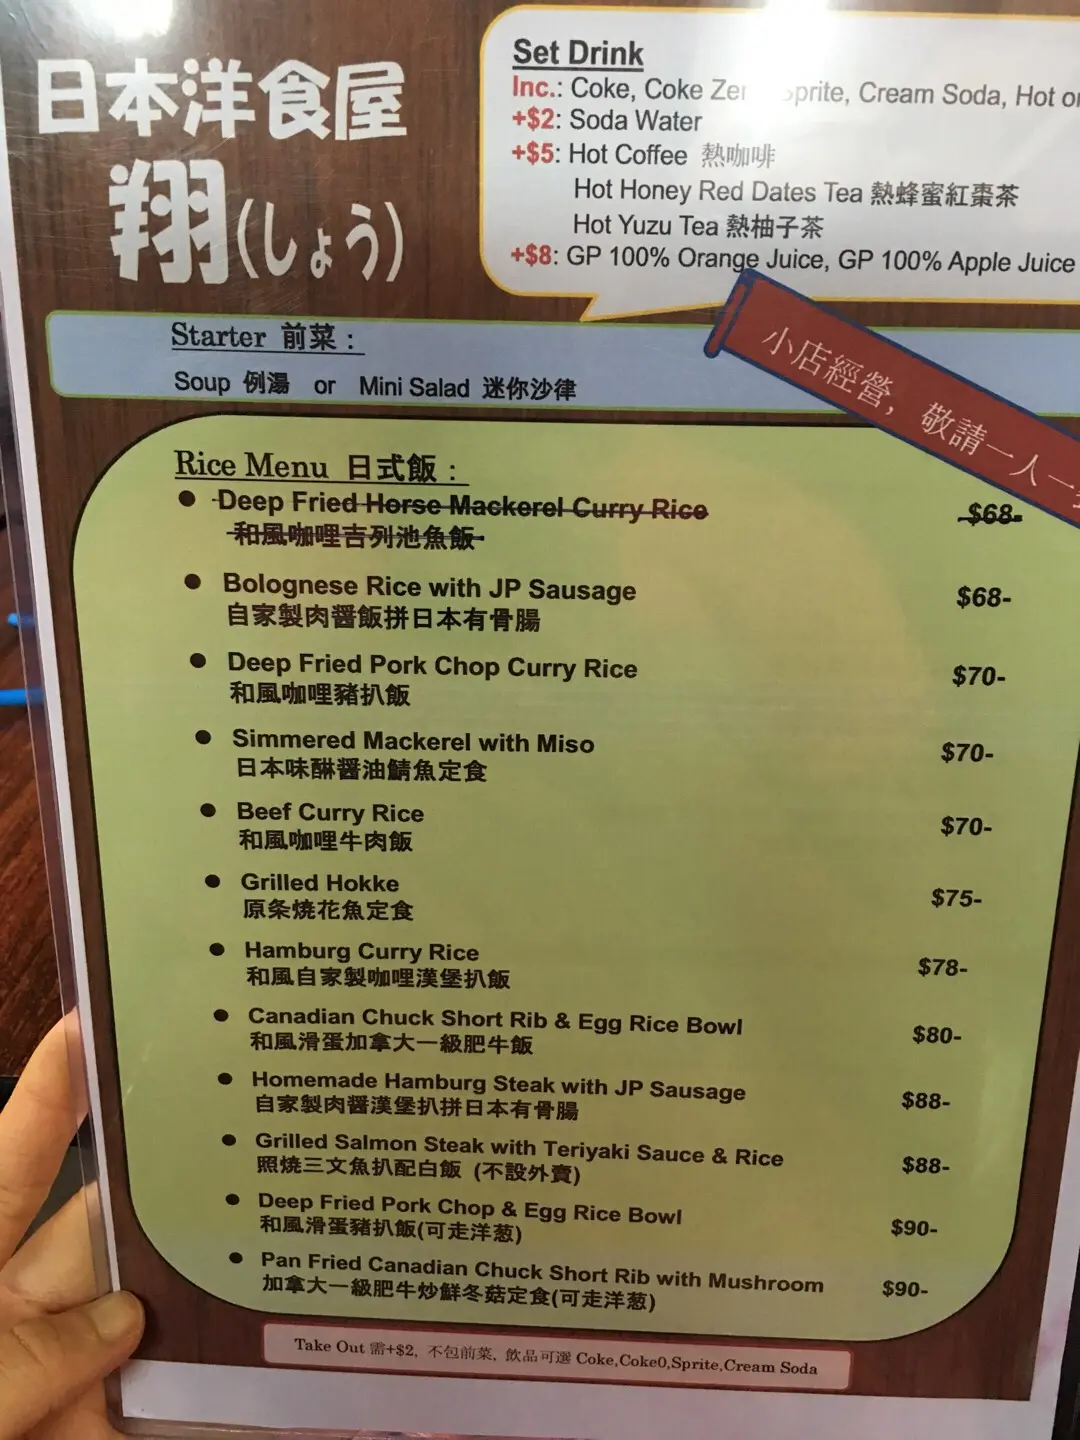 日本洋食屋
翔(しょう)
Set Drink
Inc.: Coke, Coke Zer Sprite, Cream Soda, Hot or
+$2: Soda Water
+$5: Hot Coffee 熱咖啡
Hot Honey Red Dates Tea 熱蜂蜜紅棗茶
Hot Yuzu Tea 熱柚子茶
+$8: GP 100% Orange Juice, GP 100% Apple Juice
小店經營, 敬請一人一
Starter 前菜:
Soup 例湯 or Mini Salad 迷你沙律
Rice Menu 日式飯:
Deep Fried Horse Mackerel Curry Rice $68-
和風咖哩吉列池魚飯
Bolognese Rice with JP Sausage $68-
自家製肉醬飯拼日本有骨腸
Deep Fried Pork Chop Curry Rice $70-
和風咖哩豬扒飯
Simmered Mackerel with Miso $70-
日本味醂醬油鯖魚定食
Beef Curry Rice $70-
和風咖哩牛肉飯
Grilled Hokke $75-
原条燒花魚定食
Hamburg Curry Rice $78-
和風自家製咖哩漢堡扒飯
Canadian Chuck Short Rib & Egg Rice Bowl $80-
和風滑蛋加拿大一級肥牛飯
Homemade Hamburg Steak with JP Sausage $88-
自家製肉醬漢堡扒拼日本有骨腸
Grilled Salmon Steak with Teriyaki Sauce & Rice $88-
照燒三文魚扒配白飯 (不設外賣)
Deep Fried Pork Chop & Egg Rice Bowl $90-
和風滑蛋豬扒飯(可走洋葱)
Pan Fried Canadian Chuck Short Rib with Mushroom $90-
加拿大一級肥牛炒鮮冬菇定食(可走洋葱)
Take Out 需+$2, 不包前菜, 飲品可選 Coke,Coke0,Sprite,Cream Soda